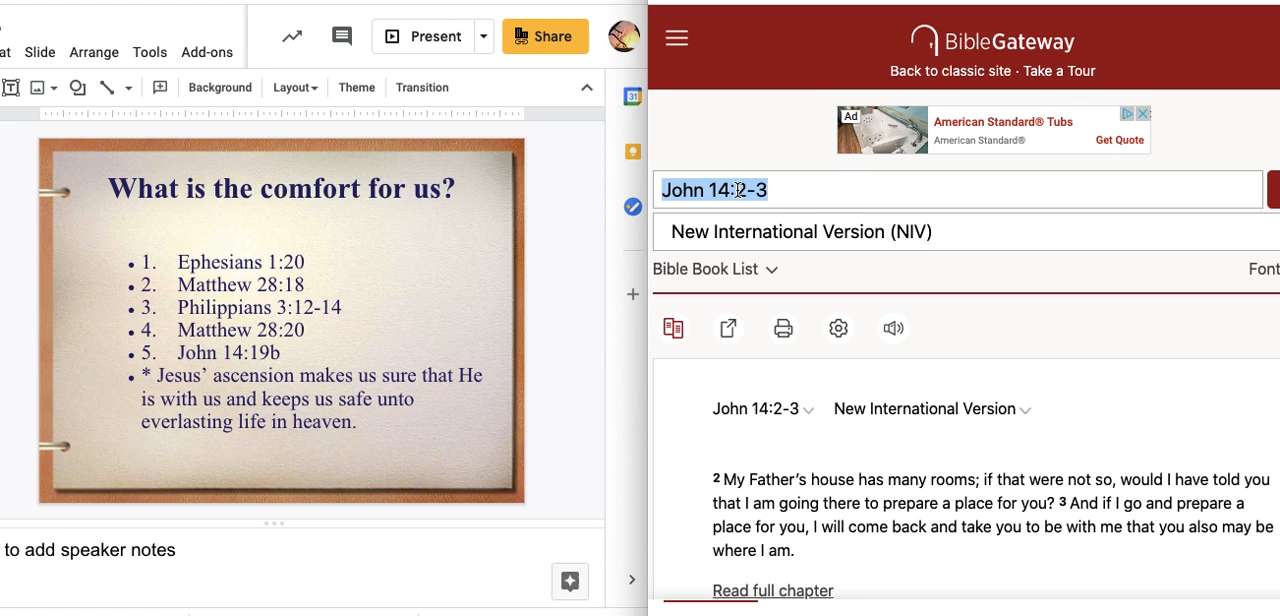 at Slide Arrange Tools Add-ons
Present
Share
Background Layout Theme Transition
What is the comfort for us?
• 1. Ephesians 1:20
• 2. Matthew 28:18
• 3. Philippians 3:12-14
• 4. Matthew 28:20
• 5. John 14:19b
• * Jesus’ ascension makes us sure that He
is with us and keeps us safe unto
everlasting life in heaven.
to add speaker notes
31
BibleGateway
Back to classic site · Take a Tour
Ad
American Standard® Tubs
American Standard®
Get Quote
John 14:2-3
New International Version (NIV)
Bible Book List
Font
John 14:2-3 New International Version
2 My Father’s house has many rooms; if that were not so, would I have told you
that I am going there to prepare a place for you? 3 And if I go and prepare a
place for you, I will come back and take you to be with me that you also may be
where I am.
Read full chapter